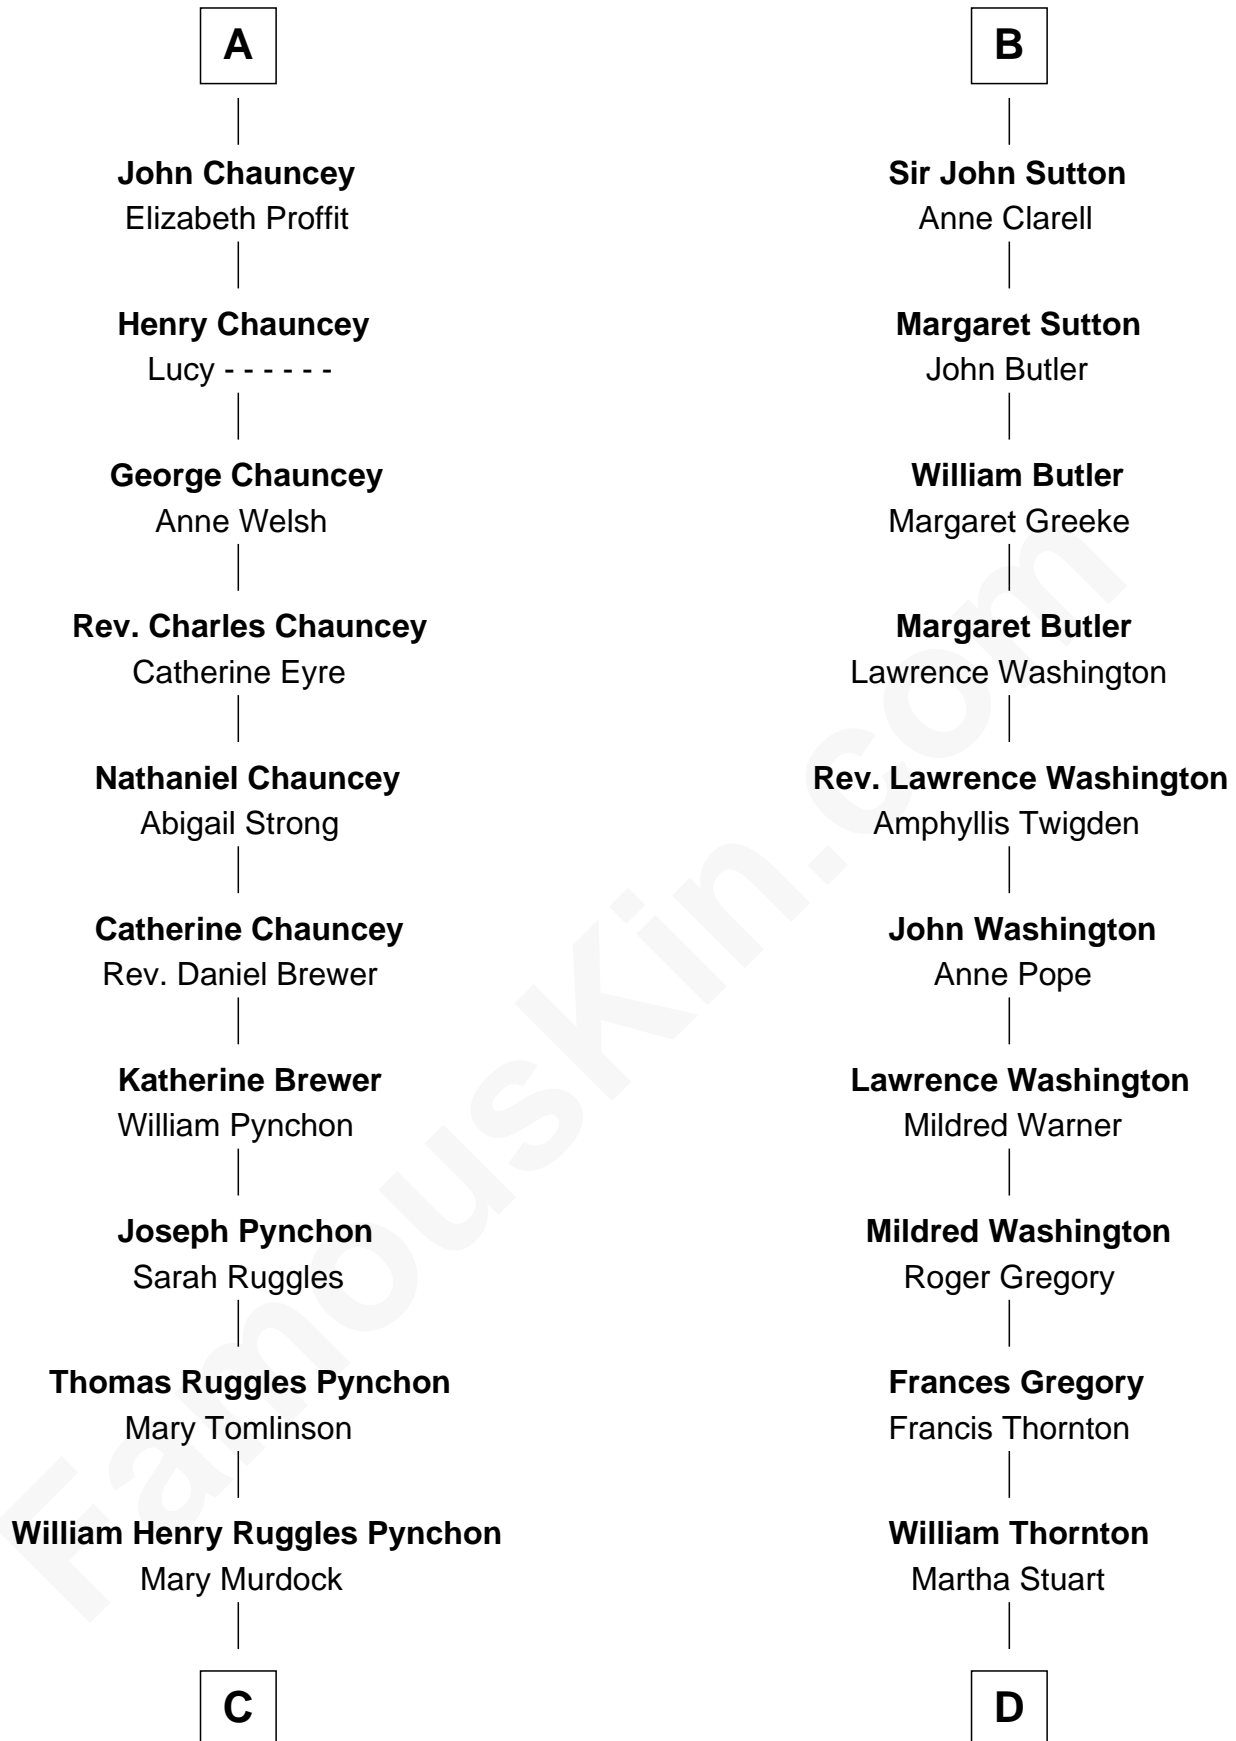 A
John Chauncey
Elizabeth Proffit
Henry Chauncey
Lucy - - - - - -
George Chauncey
Anne Welsh
Rev. Charles Chauncey
Catherine Eyre
Nathaniel Chauncey
Abigail Strong
Catherine Chauncey
Rev. Daniel Brewer
Katherine Brewer
William Pynchon
Joseph Pynchon
Sarah Ruggles
Thomas Ruggles Pynchon
Mary Tomlinson
William Henry Ruggles Pynchon
Mary Murdock
C
B
Sir John Sutton
Anne Clarell
Margaret Sutton
John Butler
William Butler
Margaret Greeke
Margaret Butler
Lawrence Washington
Rev. Lawrence Washington
Amphyllis Twigden
John Washington
Anne Pope
Lawrence Washington
Mildred Warner
Mildred Washington
Roger Gregory
Frances Gregory
Francis Thornton
William Thornton
Martha Stuart
D
FamousKin.com